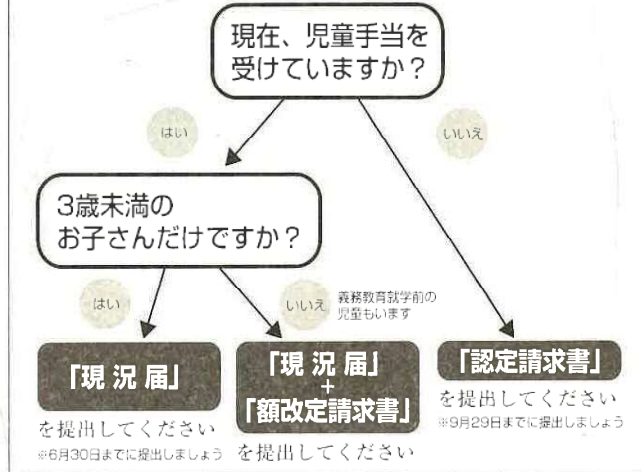 現在、児童手当を
受けていますか？
はい
いいえ
3歳未満の
お子さんだけですか？
はい
いいえ
義務教育就学前の
児童もいます
「現況届」
を提出してください
※6月30日までに提出しましょう
「現況届」
+
「額改定請求書」
を提出してください
「認定請求書」
を提出してください
※9月29日までに提出しましょう